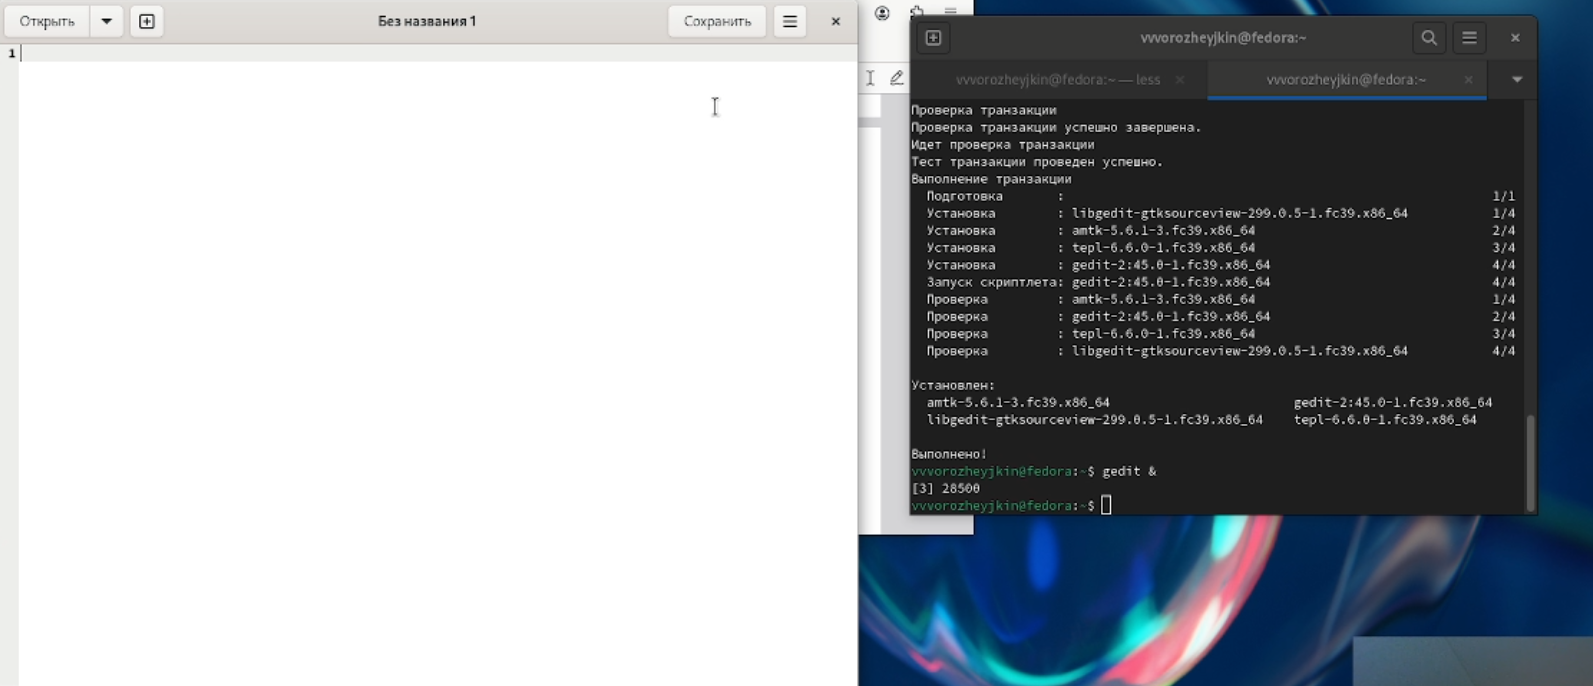 Открыть
Без названия 1
Сохранить
1
vvvorozheyjkin@fedora:~
vvvorozheyjkin@fedora:~ — less
vvvorozheyjkin@fedora:~
Проверка транзакции
Проверка транзакции успешно завершена.
Идет проверка транзакции
Тест транзакции проведен успешно.
Выполнение транзакции
Подготовка : 1/1
Установка : libgedit-gtksourceview-299.0.5-1.fc39.x86_64 1/4
Установка : amtk-5.6.1-3.fc39.x86_64 2/4
Установка : tepl-6.6.0-1.fc39.x86_64 3/4
Установка : gedit-2:45.0-1.fc39.x86_64 4/4
Запуск скриптлета: gedit-2:45.0-1.fc39.x86_64 4/4
Проверка : amtk-5.6.1-3.fc39.x86_64 1/4
Проверка : gedit-2:45.0-1.fc39.x86_64 2/4
Проверка : tepl-6.6.0-1.fc39.x86_64 3/4
Проверка : libgedit-gtksourceview-299.0.5-1.fc39.x86_64 4/4
Установлен:
amtk-5.6.1-3.fc39.x86_64 gedit-2:45.0-1.fc39.x86_64
libgedit-gtksourceview-299.0.5-1.fc39.x86_64 tepl-6.6.0-1.fc39.x86_64
Выполнено!
vvvorozheyjkin@fedora:~$ gedit &
[3] 28500
vvvorozheyjkin@fedora:~$